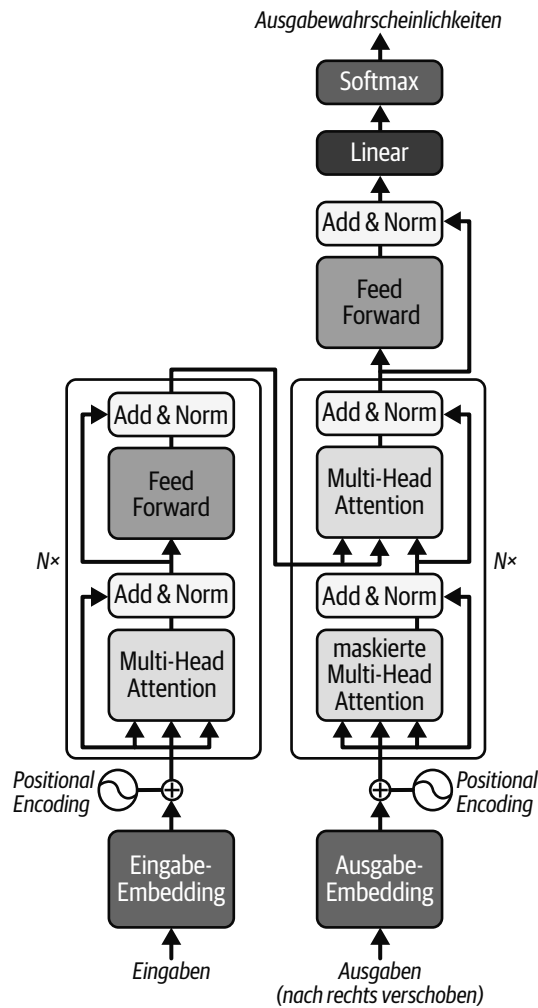 Ausgabewahrscheinlichkeiten
Softmax
Linear
Add & Norm
Feed
Forward
Add & Norm
Multi-Head
Attention
Add & Norm
maskierte
Multi-Head
Attention
N×
Add & Norm
Feed
Forward
N×
Add & Norm
Multi-Head
Attention
Positional
Encoding
Positional
Encoding
Eingabe-
Embedding
Ausgabe-
Embedding
Eingaben
Ausgaben
(nach rechts verschoben)